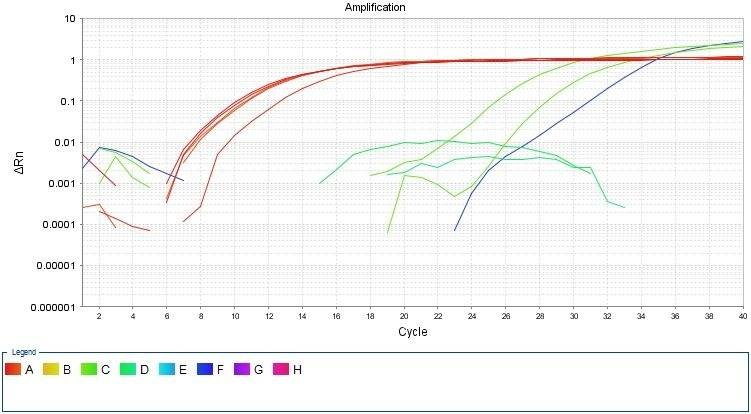 Amplification
10
1
0.1
0.01
0.001
0.0001
0.00001
0.000001
ΔRn
2 4 6 8 10 12 14 16 18 20 22 24 26 28 30 32 34 36 38 40
Cycle
Legend
A B C D E F G H